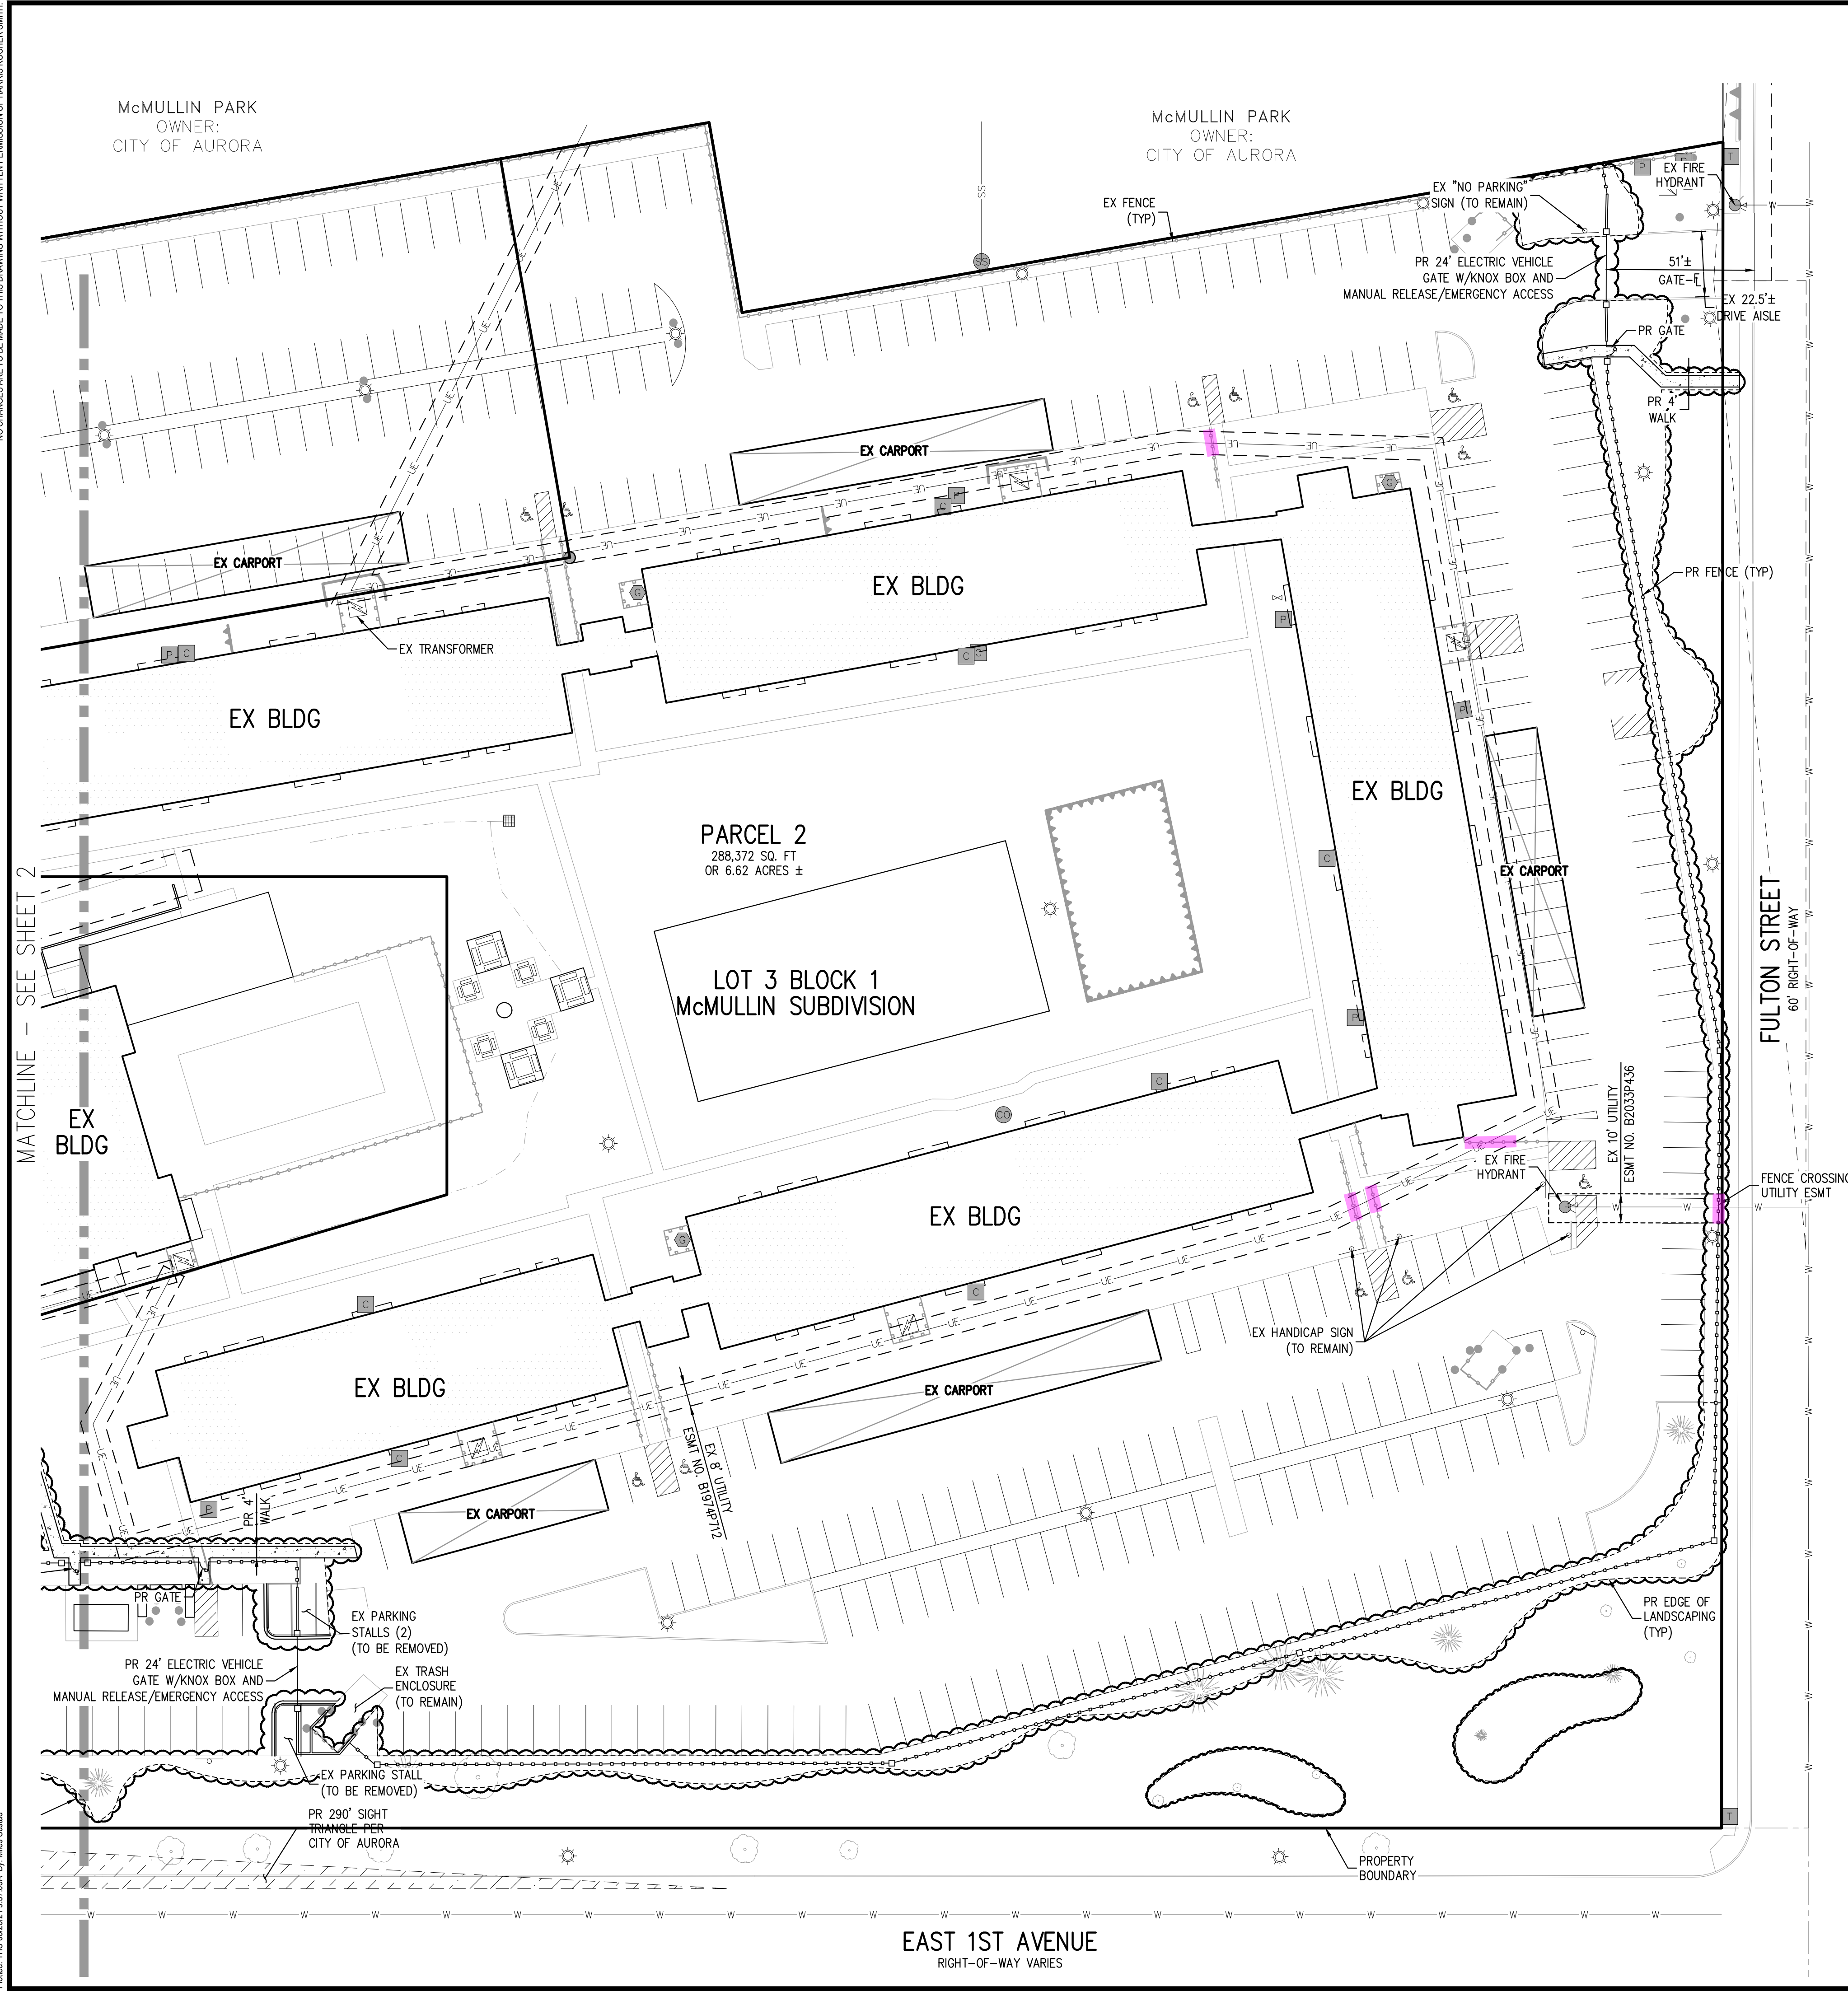 McMULLIN PARK
OWNER:
CITY OF AURORA
McMULLIN PARK
OWNER:
CITY OF AURORA
SS
SS
EX FENCE
(TYP)
EX "NO PARKING"
SIGN (TO REMAIN)
EX FIRE
HYDRANT
PR 24' ELECTRIC VEHICLE
GATE W/KNOX BOX AND
MANUAL RELEASE/EMERGENCY ACCESS
51'±
GATE-FL
EX 22.5'±
DRIVE AISLE
PR GATE
PR 4'
WALK
EX CARPORT
EX CARPORT
PR FENCE (TYP)
EX TRANSFORMER
EX BLDG
EX BLDG
EX BLDG
PARCEL 2
288,372 SQ. FT
OR 6.62 ACRES ±
EX CARPORT
LOT 3 BLOCK 1
McMULLIN SUBDIVISION
FULTON STREET
60' RIGHT-OF-WAY
MATCHLINE - SEE SHEET 2
EX
BLDG
CO
EX 10' UTILITY
ESMT NO. B2033P436
EX FIRE
HYDRANT
FENCE CROSSING
UTILITY ESMT
EX BLDG
EX HANDICAP SIGN
(TO REMAIN)
EX BLDG
EX CARPORT
EX 8' UTILITY
ESMT NO. B1974P712
EX CARPORT
PR 4'
WALK
PR GATE
EX PARKING
STALLS (2)
(TO BE REMOVED)
PR EDGE OF
LANDSCAPING
(TYP)
PR 24' ELECTRIC VEHICLE
GATE W/KNOX BOX AND
MANUAL RELEASE/EMERGENCY ACCESS
EX TRASH
ENCLOSURE
(TO REMAIN)
EX PARKING STALL
(TO BE REMOVED)
PR 290' SIGHT
TRIANGLE PER
CITY OF AURORA
PROPERTY
BOUNDARY
EAST 1ST AVENUE
RIGHT-OF-WAY VARIES